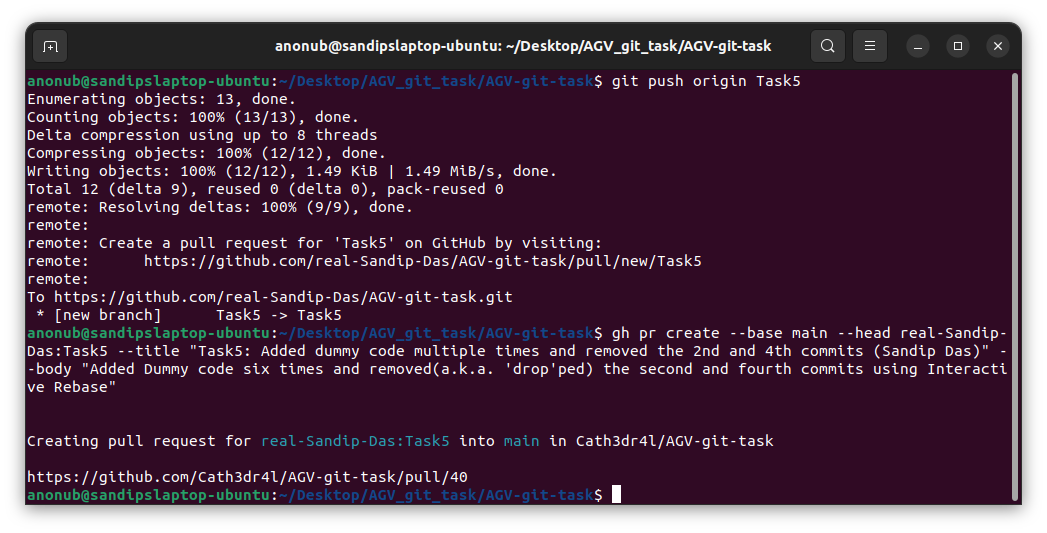 anonub@sandipslaptop-ubuntu: ~/Desktop/AGV_git_task/AGV-git-task
anonub@sandipslaptop-ubuntu:~/Desktop/AGV_git_task/AGV-git-task$ git push origin Task5
Enumerating objects: 13, done.
Counting objects: 100% (13/13), done.
Delta compression using up to 8 threads
Compressing objects: 100% (12/12), done.
Writing objects: 100% (12/12), 1.49 KiB | 1.49 MiB/s, done.
Total 12 (delta 9), reused 0 (delta 0), pack-reused 0
remote: Resolving deltas: 100% (9/9), done.
remote:
remote: Create a pull request for 'Task5' on GitHub by visiting:
remote:      https://github.com/real-Sandip-Das/AGV-git-task/pull/new/Task5
remote:
To https://github.com/real-Sandip-Das/AGV-git-task.git
 * [new branch]      Task5 -> Task5
anonub@sandipslaptop-ubuntu:~/Desktop/AGV_git_task/AGV-git-task$ gh pr create --base main --head real-Sandip-
Das:Task5 --title "Task5: Added dummy code multiple times and removed the 2nd and 4th commits (Sandip Das)" -
-body "Added Dummy code six times and removed(a.k.a. 'drop'ped) the second and fourth commits using Interacti
ve Rebase"
Creating pull request for real-Sandip-Das:Task5 into main in Cath3dr4l/AGV-git-task
https://github.com/Cath3dr4l/AGV-git-task/pull/40
anonub@sandipslaptop-ubuntu:~/Desktop/AGV_git_task/AGV-git-task$